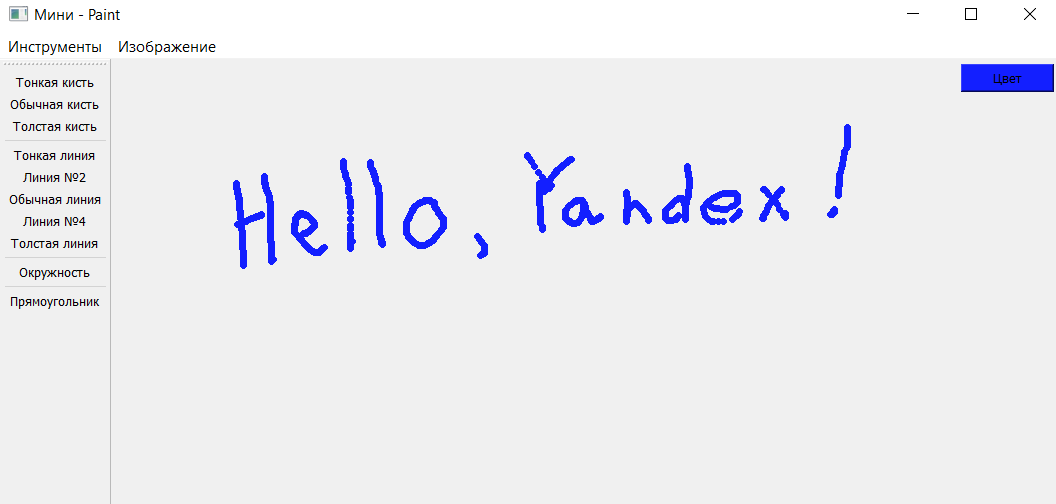 Мини - Paint
Инструменты Изображение
Цвет
Тонкая кисть
Обычная кисть
Толстая кисть
Тонкая линия
Линия №2
Обычная линия
Линия №4
Толстая линия
Окружность
Прямоугольник
Hello, Yandex!